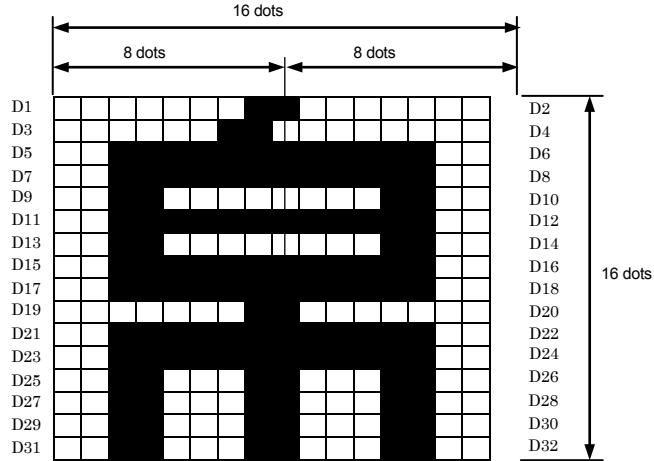 16 dots
8 dots 8 dots
D1 D2
D3 D4
D5 D6
D7 D8
D9 D10
D11 D12
D13 D14
D15 D16
D17 D18
16 dots
D19 D20
D21 D22
D23 D24
D25 D26
D27 D28
D29 D30
D31 D32